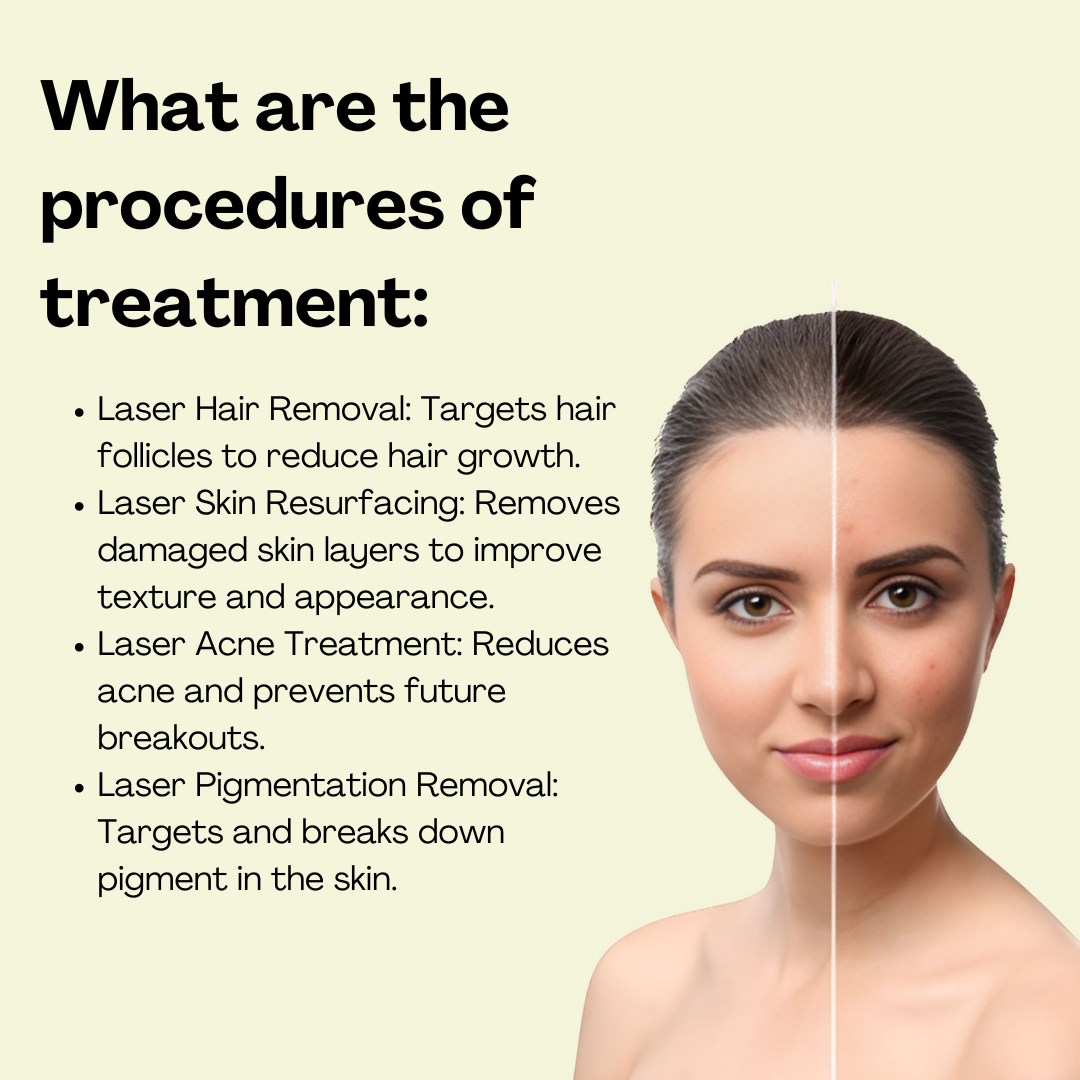 What are the
procedures of
treatment:
• Laser Hair Removal: Targets hair
follicles to reduce hair growth.
• Laser Skin Resurfacing: Removes
damaged skin layers to improve
texture and appearance.
• Laser Acne Treatment: Reduces
acne and prevents future
breakouts.
• Laser Pigmentation Removal:
Targets and breaks down
pigment in the skin.